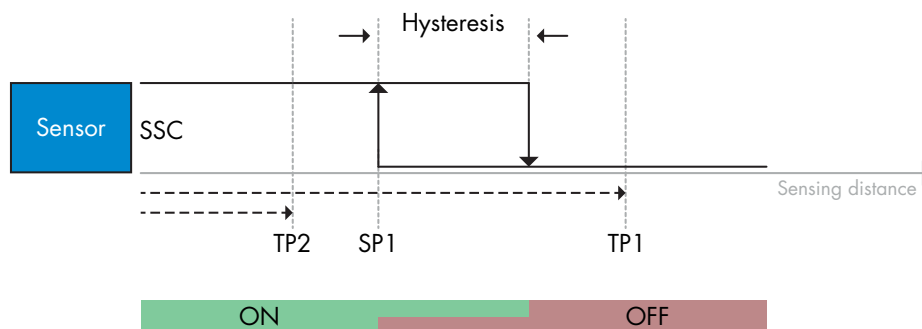 Hysteresis
Sensor
SSC
Sensing distance
TP2
SP1
TP1
ON
OFF